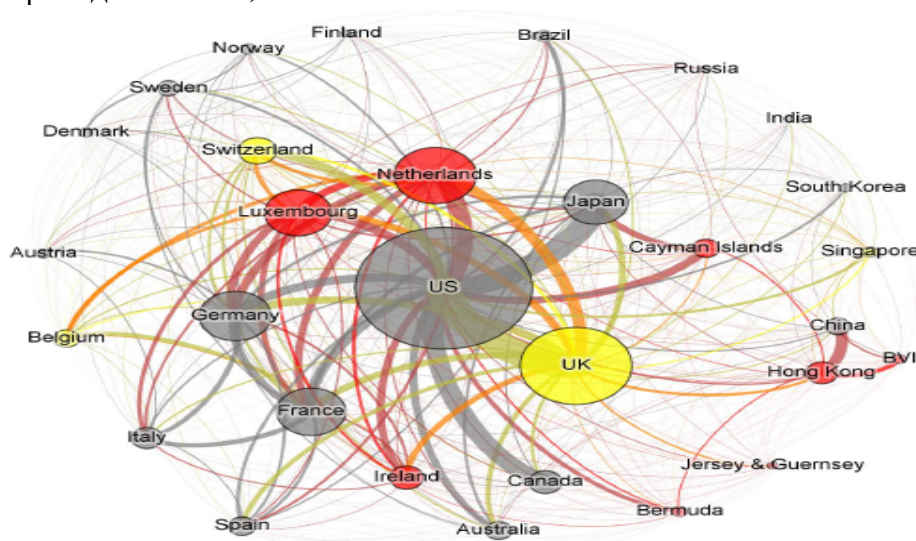 Finland
Brazil
Norway
Russia
Sweden
India
Denmark
Switzerland
Netherlands
South Korea
Japan
Luxembourg
Cayman Islands
Singapore
Austria
US
Germany
China
Belgium
BVI
UK
Hong Kong
France
Italy
Jersey & Guernsey
Ireland
Canada
Bermuda
Spain
Australia